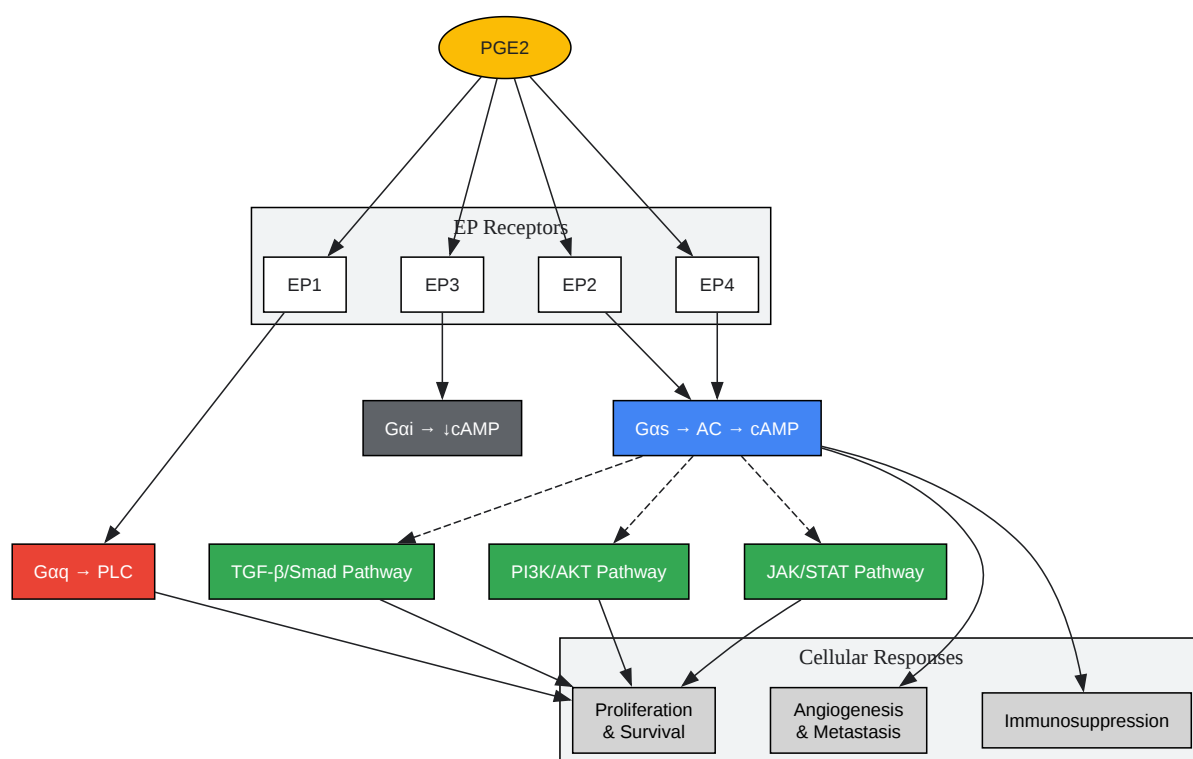 PGE2
EP Receptors
EP1
EP3
EP2
EP4
Gαi → ↓cAMP
Gαs → AC → cAMP
Gαq → PLC
TGF-β/Smad Pathway
PI3K/AKT Pathway
JAK/STAT Pathway
Cellular Responses
Proliferation
& Survival
Angiogenesis
& Metastasis
Immunosuppression